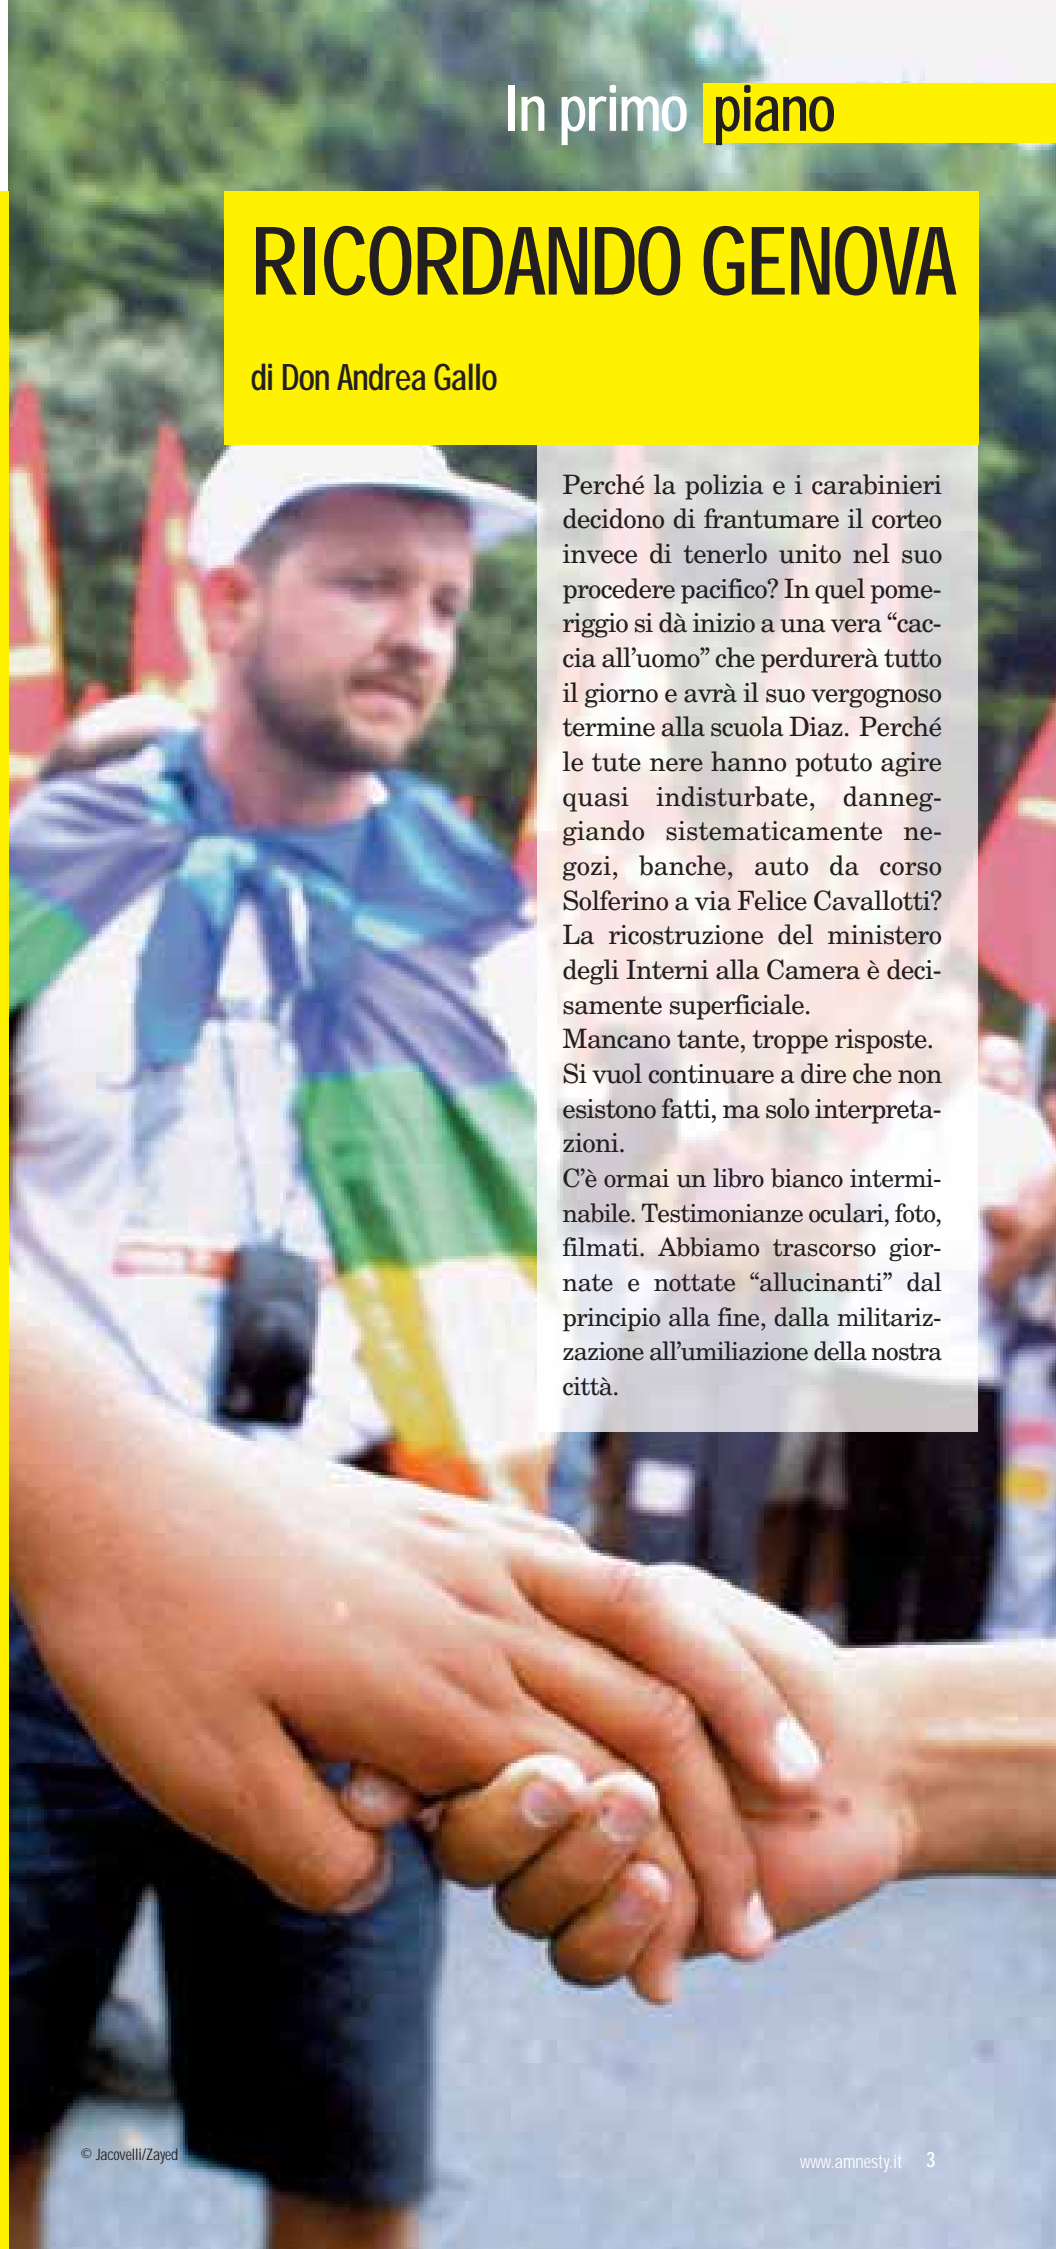 In primo piano
RICORDANDO GENOVA
di Don Andrea Gallo
Perché la polizia e i carabinieri
decidono di frantumare il corteo
invece di tenerlo unito nel suo
procedere pacifico? In quel pome-
riggio si dà inizio a una vera “cac-
cia all’uomo” che perdurerà tutto
il giorno e avrà il suo vergognoso
termine alla scuola Diaz. Perché
le tute nere hanno potuto agire
quasi indisturbate, danneg-
giando sistematicamente ne-
gozi, banche, auto da corso
Solferino a via Felice Cavallotti?
La ricostruzione del ministero
degli Interni alla Camera è deci-
samente superficiale.
Mancano tante, troppe risposte.
Si vuol continuare a dire che non
esistono fatti, ma solo interpreta-
zioni.
C’è ormai un libro bianco intermi-
nabile. Testimonianze oculari, foto,
filmati. Abbiamo trascorso gior-
nate e nottate “allucinanti” dal
principio alla fine, dalla militariz-
zazione all’umiliazione della nostra
città.
© Jacovelli/Zayed
www.amnesty.it 3